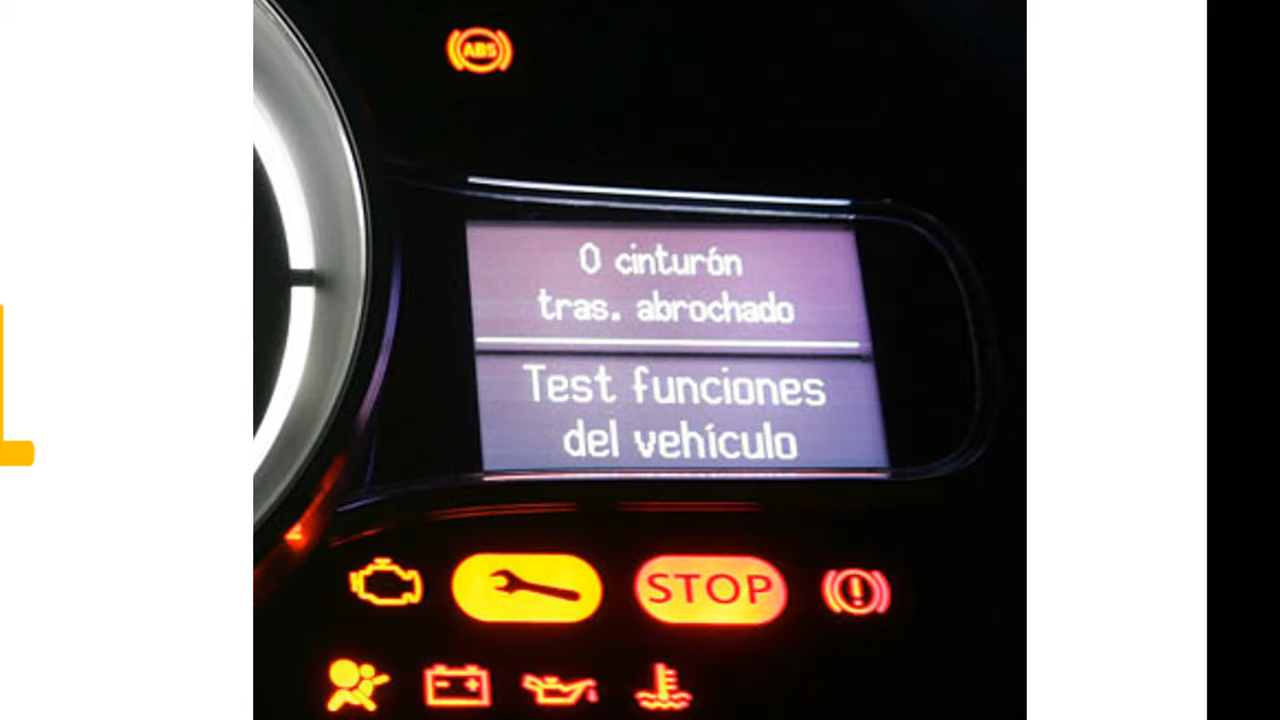 ABS
0 cinturón
tras. abrochado
Test funciones
del vehículo
STOP